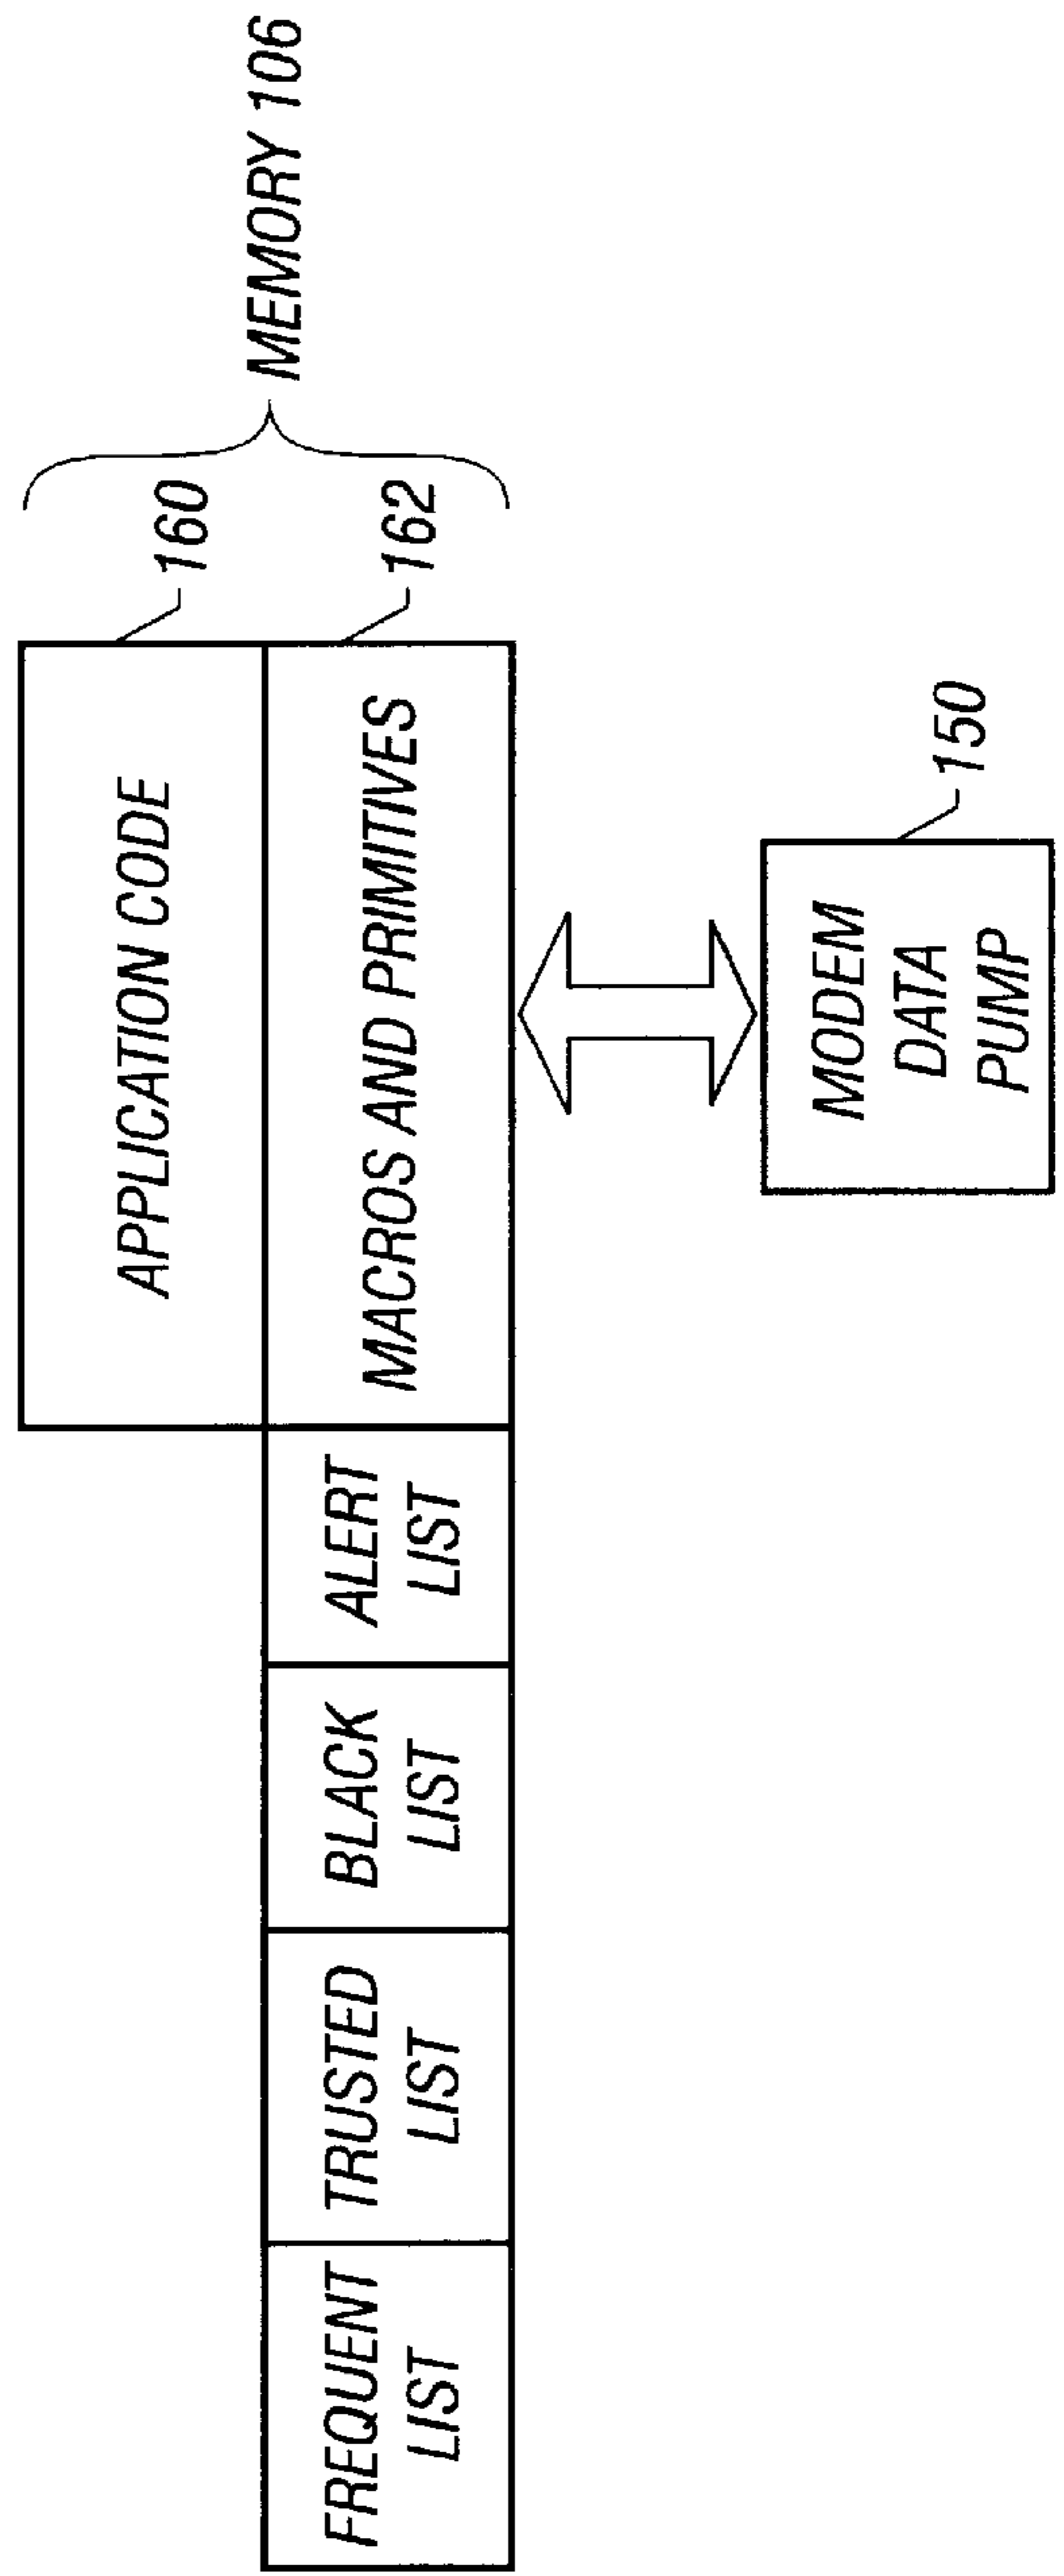 APPLICATION CODE
160
MEMORY 106
FREQUENT
LIST
TRUSTED
LIST
BLACK
LIST
ALERT
LIST
MACROS AND PRIMITIVES
162
MODEM
DATA
PUMP
150